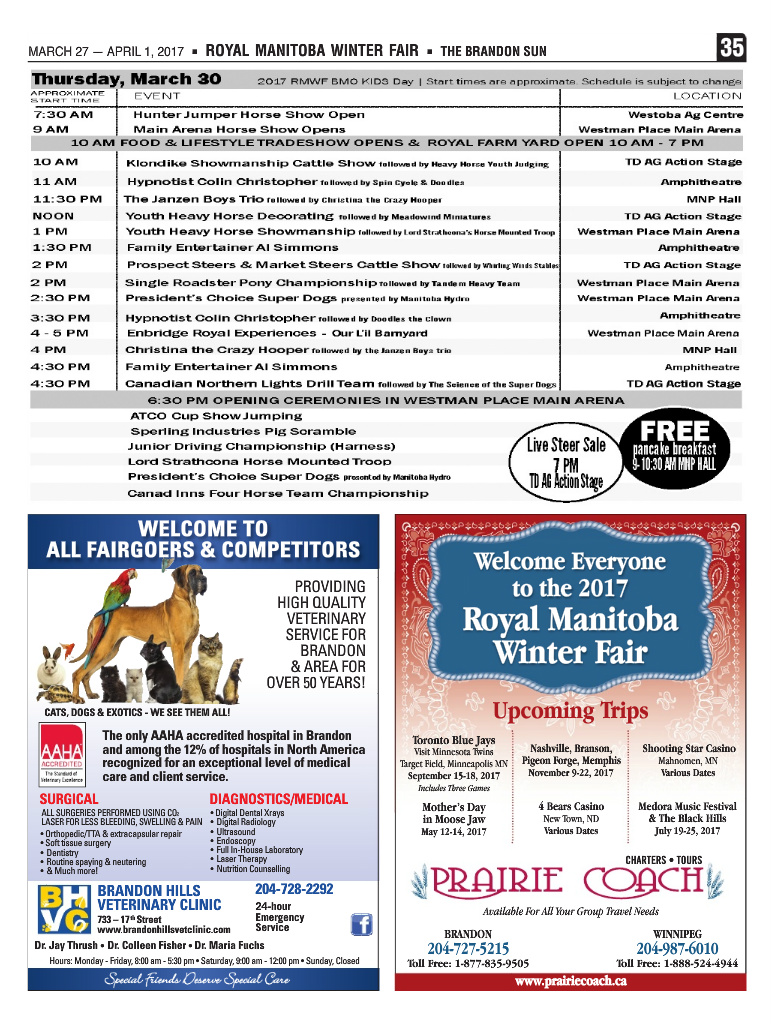 MARCH 27 — APRIL 1, 2017 ▪ ROYAL MANITOBA WINTER FAIR ▪ THE BRANDON SUN 35
Thursday, March 30 2017 RMWF BMO KIDS Day | Start times are approximate. Schedule is subject to change
APPROXIMATE START TIME EVENT LOCATION
7:30 AM Hunter Jumper Horse Show Open Westoba Ag Centre
9 AM Main Arena Horse Show Opens Westman Place Main Arena
10 AM FOOD & LIFESTYLE TRADESHOW OPENS & ROYAL FARM YARD OPEN 10 AM - 7 PM
10 AM Klondike Showmanship Cattle Show followed by Heavy Horse Youth Judging TD AG Action Stage
11 AM Hypnotist Colin Christopher followed by Spin Cycle & Doodles Amphitheatre
11:30 PM The Janzen Boys Trio followed by Christina the Crazy Hooper MNP Hall
NOON Youth Heavy Horse Decorating followed by Meadowind Miniatures TD AG Action Stage
1 PM Youth Heavy Horse Showmanship followed by Lord Strathcona's Horse Mounted Troop Westman Place Main Arena
1:30 PM Family Entertainer Al Simmons Amphitheatre
2 PM Prospect Steers & Market Steers Cattle Show followed by Whirling Winds Stables TD AG Action Stage
2 PM Single Roadster Pony Championship followed by Tandem Heavy Team Westman Place Main Arena
2:30 PM President's Choice Super Dogs presented by Manitoba Hydro Westman Place Main Arena
3:30 PM Hypnotist Colin Christopher followed by Doodles the Clown Amphitheatre
4 - 5 PM Enbridge Royal Experiences - Our L'il Barnyard Westman Place Main Arena
4 PM Christina the Crazy Hooper followed by the Janzen Boys trio MNP Hall
4:30 PM Family Entertainer Al Simmons Amphitheatre
4:30 PM Canadian Northern Lights Drill Team followed by The Science of the Super Dogs TD AG Action Stage
6:30 PM OPENING CEREMONIES IN WESTMAN PLACE MAIN ARENA
ATCO Cup Show Jumping
Sperling Industries Pig Scramble
Junior Driving Championship (Harness)
Lord Strathcona Horse Mounted Troop
President's Choice Super Dogs presented by Manitoba Hydro
Canad Inns Four Horse Team Championship
Live Steer Sale
7 PM
TD AG Action Stage
FREE
pancake breakfast
9-10:30 AM MNP HALL
WELCOME TO
ALL FAIRGOERS & COMPETITORS
PROVIDING
HIGH QUALITY
VETERINARY
SERVICE FOR
BRANDON
& AREA FOR
OVER 50 YEARS!
CATS, DOGS & EXOTICS - WE SEE THEM ALL!
AAHA
ACCREDITED
The Standard of
Veterinary Excellence
The only AAHA accredited hospital in Brandon
and among the 12% of hospitals in North America
recognized for an exceptional level of medical
care and client service.
SURGICAL
ALL SURGERIES PERFORMED USING CO2
LASER FOR LESS BLEEDING, SWELLING & PAIN
• Orthopedic/TTA & extracapsular repair
• Soft tissue surgery
• Dentistry
• Routine spaying & neutering
• & Much more!
DIAGNOSTICS/MEDICAL
• Digital Dental Xrays
• Digital Radiology
• Ultrasound
• Endoscopy
• Full In-House Laboratory
• Laser Therapy
• Nutrition Counselling
BHVC
BRANDON HILLS
VETERINARY CLINIC
733 – 17th Street
www.brandonhillsvetclinic.com
204-728-2292
24-hour
Emergency
Service
f
Dr. Jay Thrush • Dr. Colleen Fisher • Dr. Maria Fuchs
Hours: Monday - Friday, 8:00 am - 5:30 pm • Saturday, 9:00 am - 12:00 pm • Sunday, Closed
Special Friends Deserve Special Care
Welcome Everyone
to the 2017
Royal Manitoba
Winter Fair
Upcoming Trips
Toronto Blue Jays
Visit Minnesota Twins
Target Field, Minneapolis MN
September 15-18, 2017
Includes Three Games
Mother's Day
in Moose Jaw
May 12-14, 2017
Nashville, Branson,
Pigeon Forge, Memphis
November 9-22, 2017
4 Bears Casino
New Town, ND
Various Dates
Shooting Star Casino
Mahnomen, MN
Various Dates
Medora Music Festival
& The Black Hills
July 19-25, 2017
CHARTERS • TOURS
PRAIRIE COACH
Available For All Your Group Travel Needs
BRANDON
204-727-5215
Toll Free: 1-877-835-9505
WINNIPEG
204-987-6010
Toll Free: 1-888-524-4944
www.prairiecoach.ca